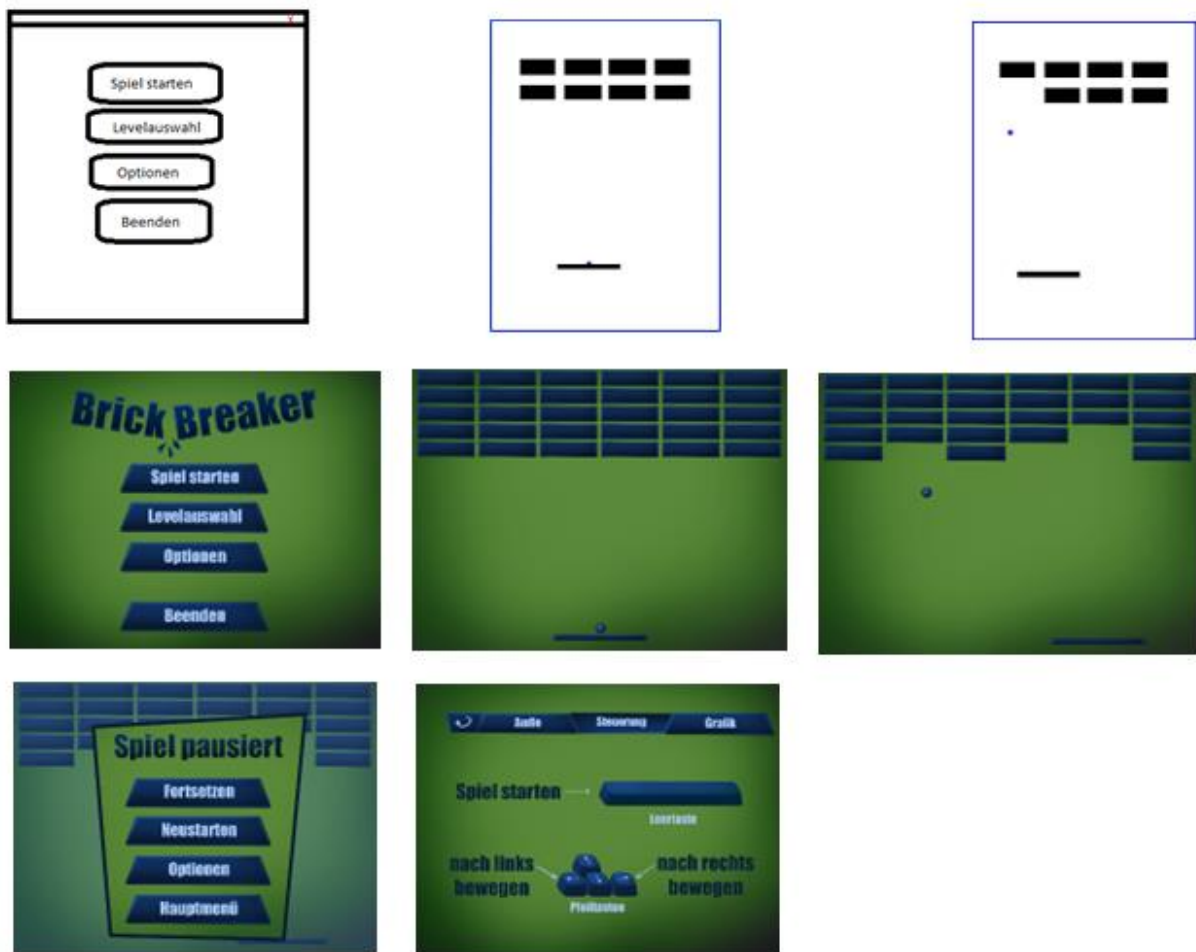 X
Spiel starten
Levelauswahl
Optionen
Beenden
Brick Breaker
Spiel starten
Levelauswahl
Optionen
Beenden
Spiel pausiert
Fortsetzen
Neustarten
Optionen
Hauptmenü
Steuerung Grafik
Spiel starten
Leertaste
nach links
bewegen
nach rechts
bewegen
Pfeiltasten